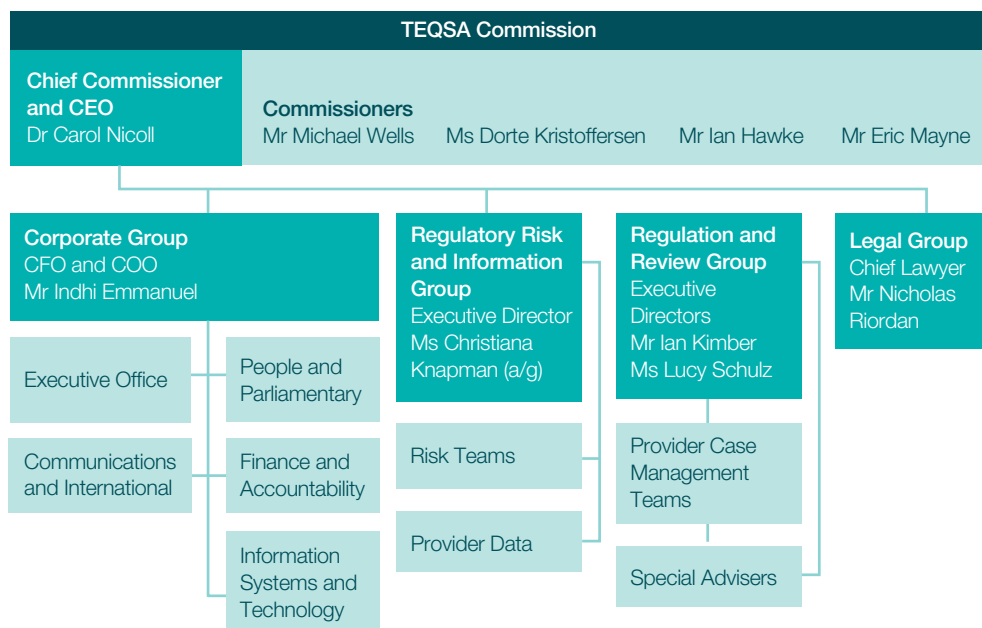 TEQSA Commission
Chief Commissioner
and CEO
Dr Carol Nicoll
Commissioners
Mr Michael Wells Ms Dorte Kristoffersen Mr Ian Hawke Mr Eric Mayne
Corporate Group
CFO and COO
Mr Indhi Emmanuel
Executive Office
People and
Parliamentary
Communications
and International
Finance and
Accountability
Information
Systems and
Technology
Regulatory Risk
and Information
Group
Executive Director
Ms Christiana
Knapman (a/g)
Risk Teams
Provider Data
Regulation and
Review Group
Executive
Directors
Mr Ian Kimber
Ms Lucy Schulz
Provider Case
Management
Teams
Special Advisers
Legal Group
Chief Lawyer
Mr Nicholas
Riordan